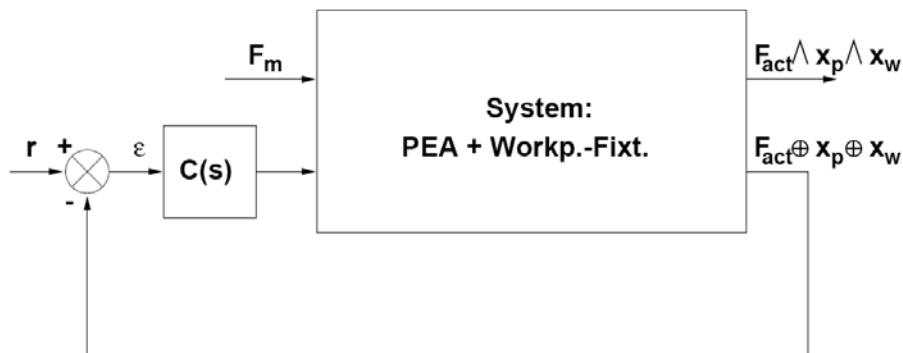 F_m
F_act ∧ x_p ∧ x_w
System:
PEA + Workp.-Fixt.
r
+
ε
C(s)
F_act ⊕ x_p ⊕ x_w
-